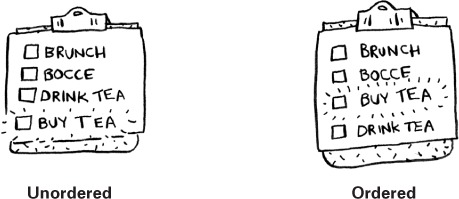 BRUNCH
BOCCE
DRINK TEA
BUY TEA
Unordered
BRUNCH
BOCCE
BUY TEA
DRINK TEA
Ordered